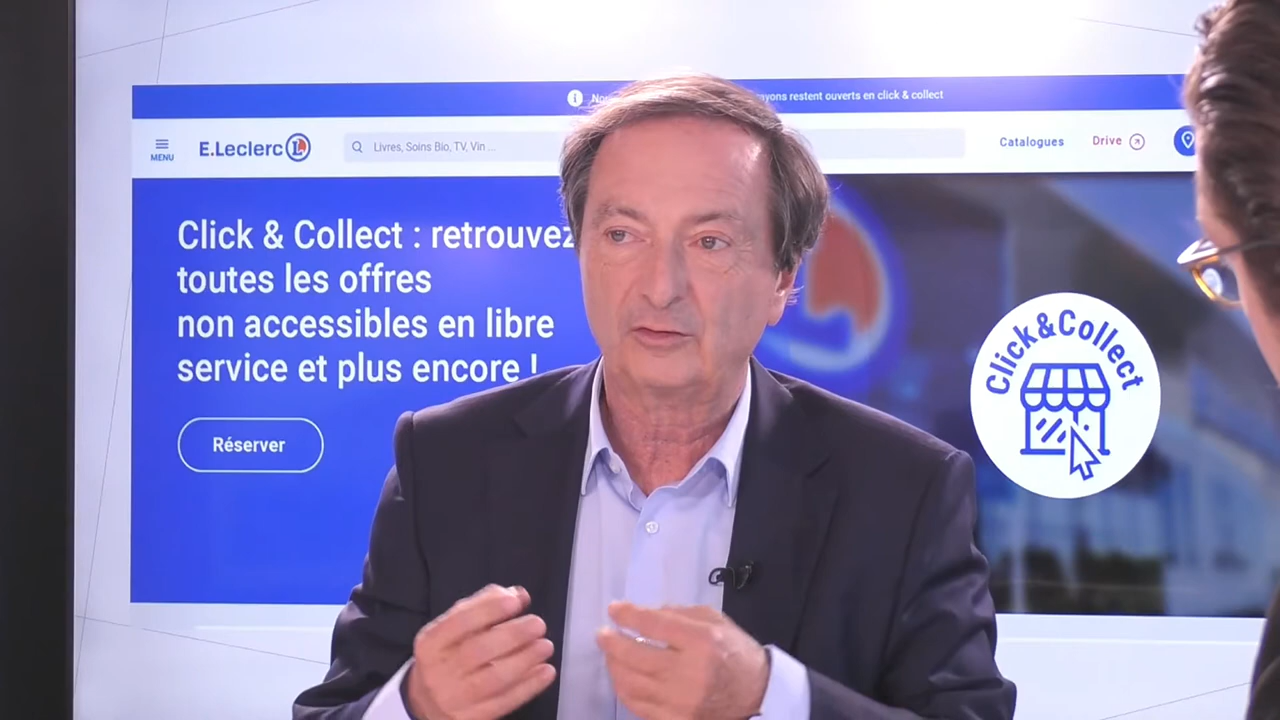 ayons restent ouverts en click & collect
MENU
E.Leclerc L
Livres, Soins Bio, TV, Vin ...
Catalogues
Drive
Click & Collect : retrouvez
toutes les offres
non accessibles en libre
service et plus encore !
Réserver
Click&Collect